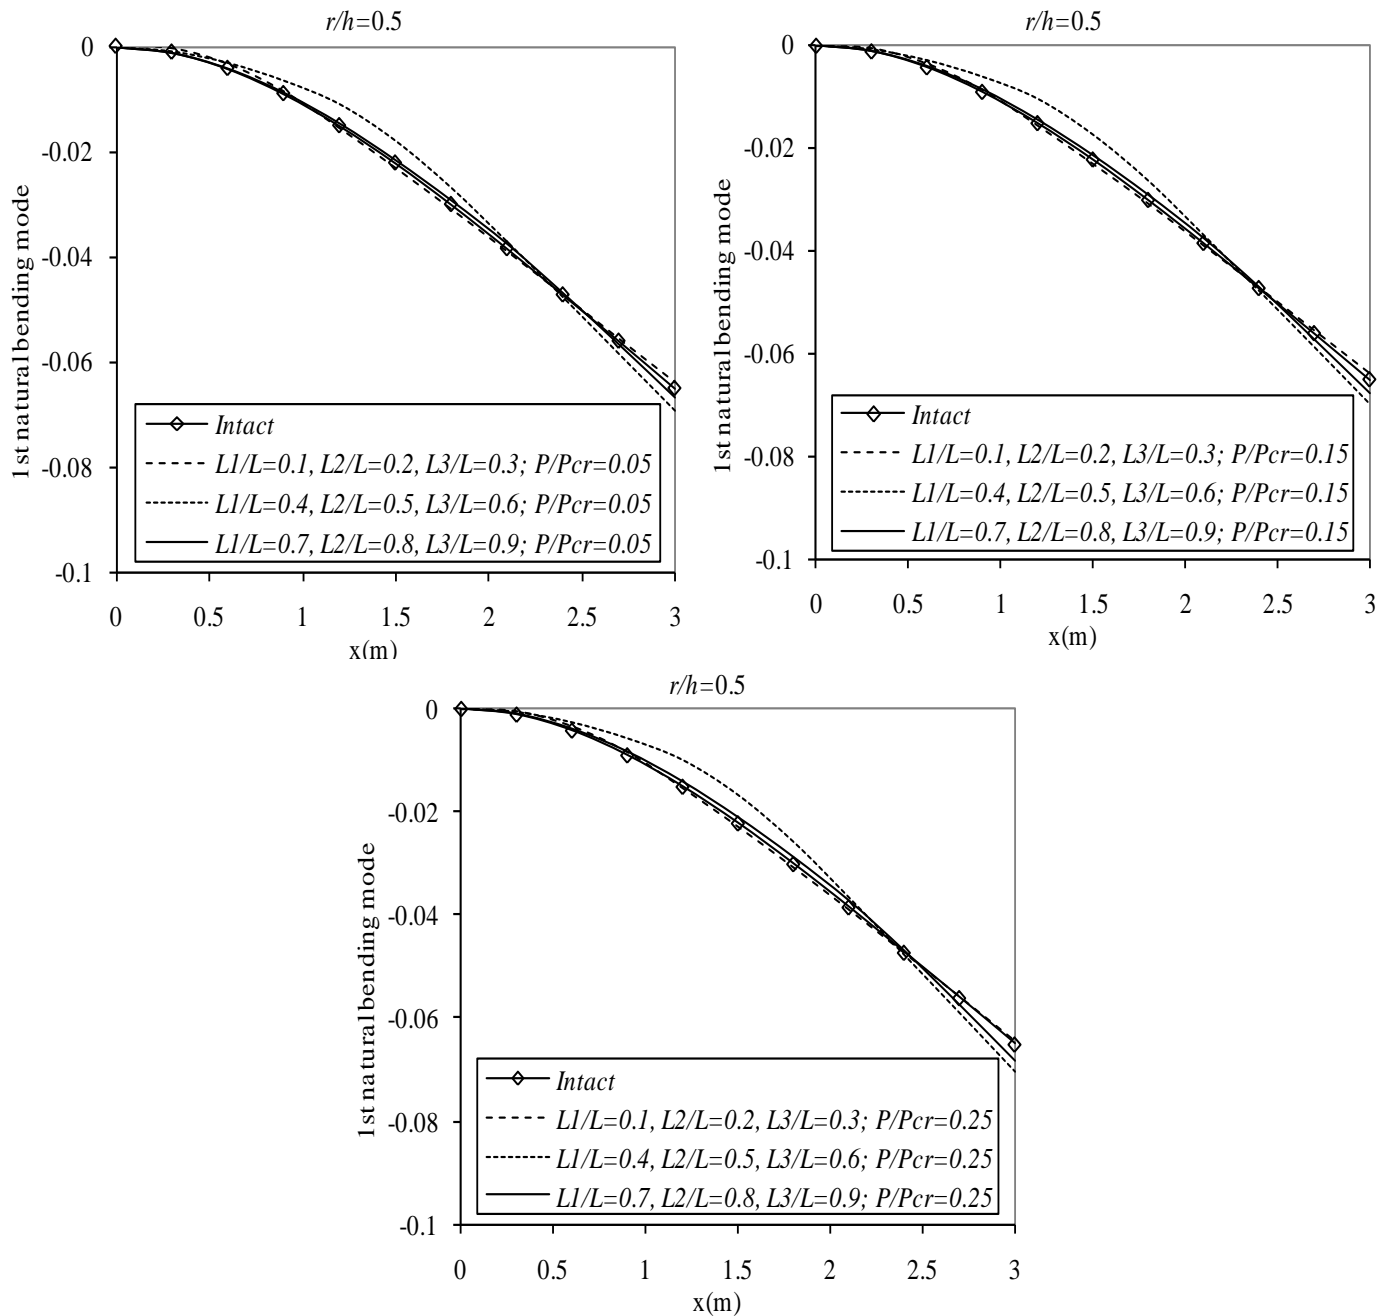 r/h=0.5
0
-0.02
-0.04
-0.06
-0.08
-0.1
1st natural bending mode
Intact
L1/L=0.1, L2/L=0.2, L3/L=0.3; P/Pcr=0.05
L1/L=0.4, L2/L=0.5, L3/L=0.6; P/Pcr=0.05
L1/L=0.7, L2/L=0.8, L3/L=0.9; P/Pcr=0.05
0 0.5 1 1.5 2 2.5 3
x(m)
r/h=0.5
0
-0.02
-0.04
-0.06
-0.08
-0.1
1st natural bending mode
Intact
L1/L=0.1, L2/L=0.2, L3/L=0.3; P/Pcr=0.15
L1/L=0.4, L2/L=0.5, L3/L=0.6; P/Pcr=0.15
L1/L=0.7, L2/L=0.8, L3/L=0.9; P/Pcr=0.15
0 0.5 1 1.5 2 2.5 3
x(m)
r/h=0.5
0
-0.02
-0.04
-0.06
-0.08
-0.1
1st natural bending mode
Intact
L1/L=0.1, L2/L=0.2, L3/L=0.3; P/Pcr=0.25
L1/L=0.4, L2/L=0.5, L3/L=0.6; P/Pcr=0.25
L1/L=0.7, L2/L=0.8, L3/L=0.9; P/Pcr=0.25
0 0.5 1 1.5 2 2.5 3
x(m)